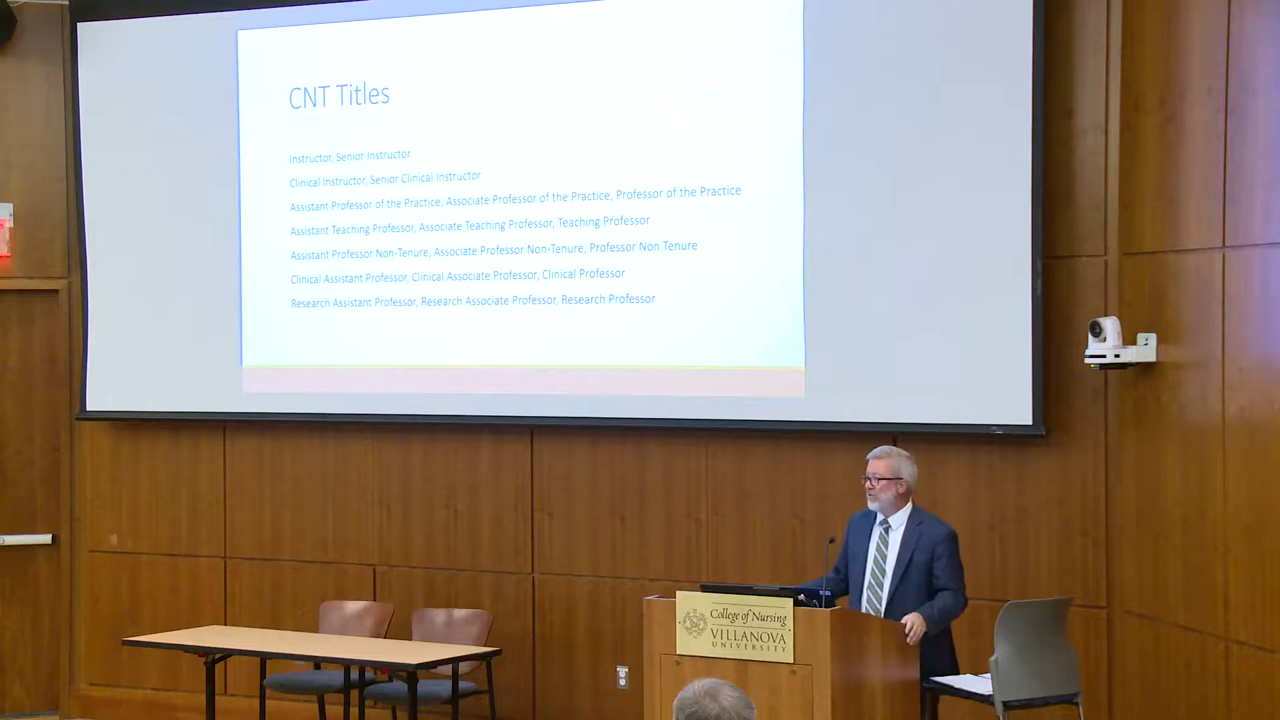 CNT Titles
Instructor, Senior Instructor
Clinical Instructor, Senior Clinical Instructor
Assistant Professor of the Practice, Associate Professor of the Practice, Professor of the Practice
Assistant Teaching Professor, Associate Teaching Professor, Teaching Professor
Assistant Professor Non-Tenure, Associate Professor Non-Tenure, Professor Non Tenure
Clinical Assistant Professor, Clinical Associate Professor, Clinical Professor
Research Assistant Professor, Research Associate Professor, Research Professor
College of Nursing
VILLANOVA
UNIVERSITY